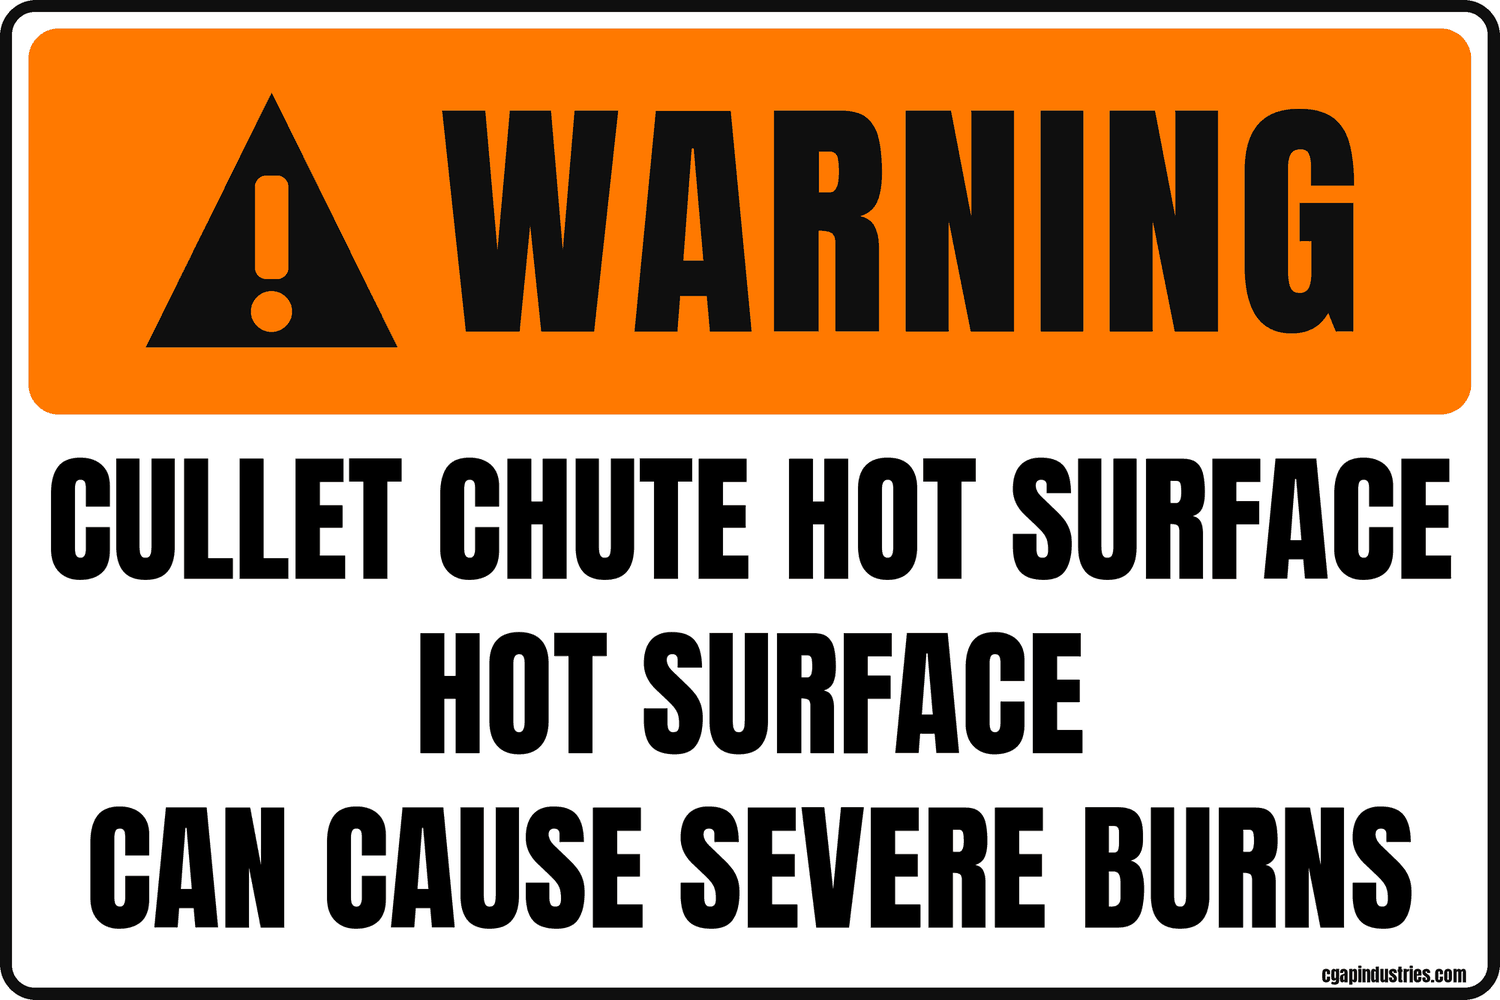 WARNING
CULLET CHUTE HOT SURFACE
HOT SURFACE
CAN CAUSE SEVERE BURNS
cgapindustries.com